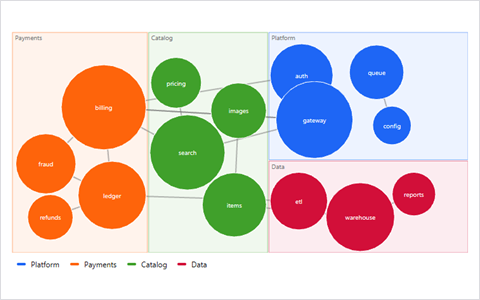 Payments
Catalog
Platform
auth
pricing
queue
billing
images
gateway
config
search
fraud
Data
ledger
items
etl
reports
refunds
warehouse
Platform Payments Catalog Data